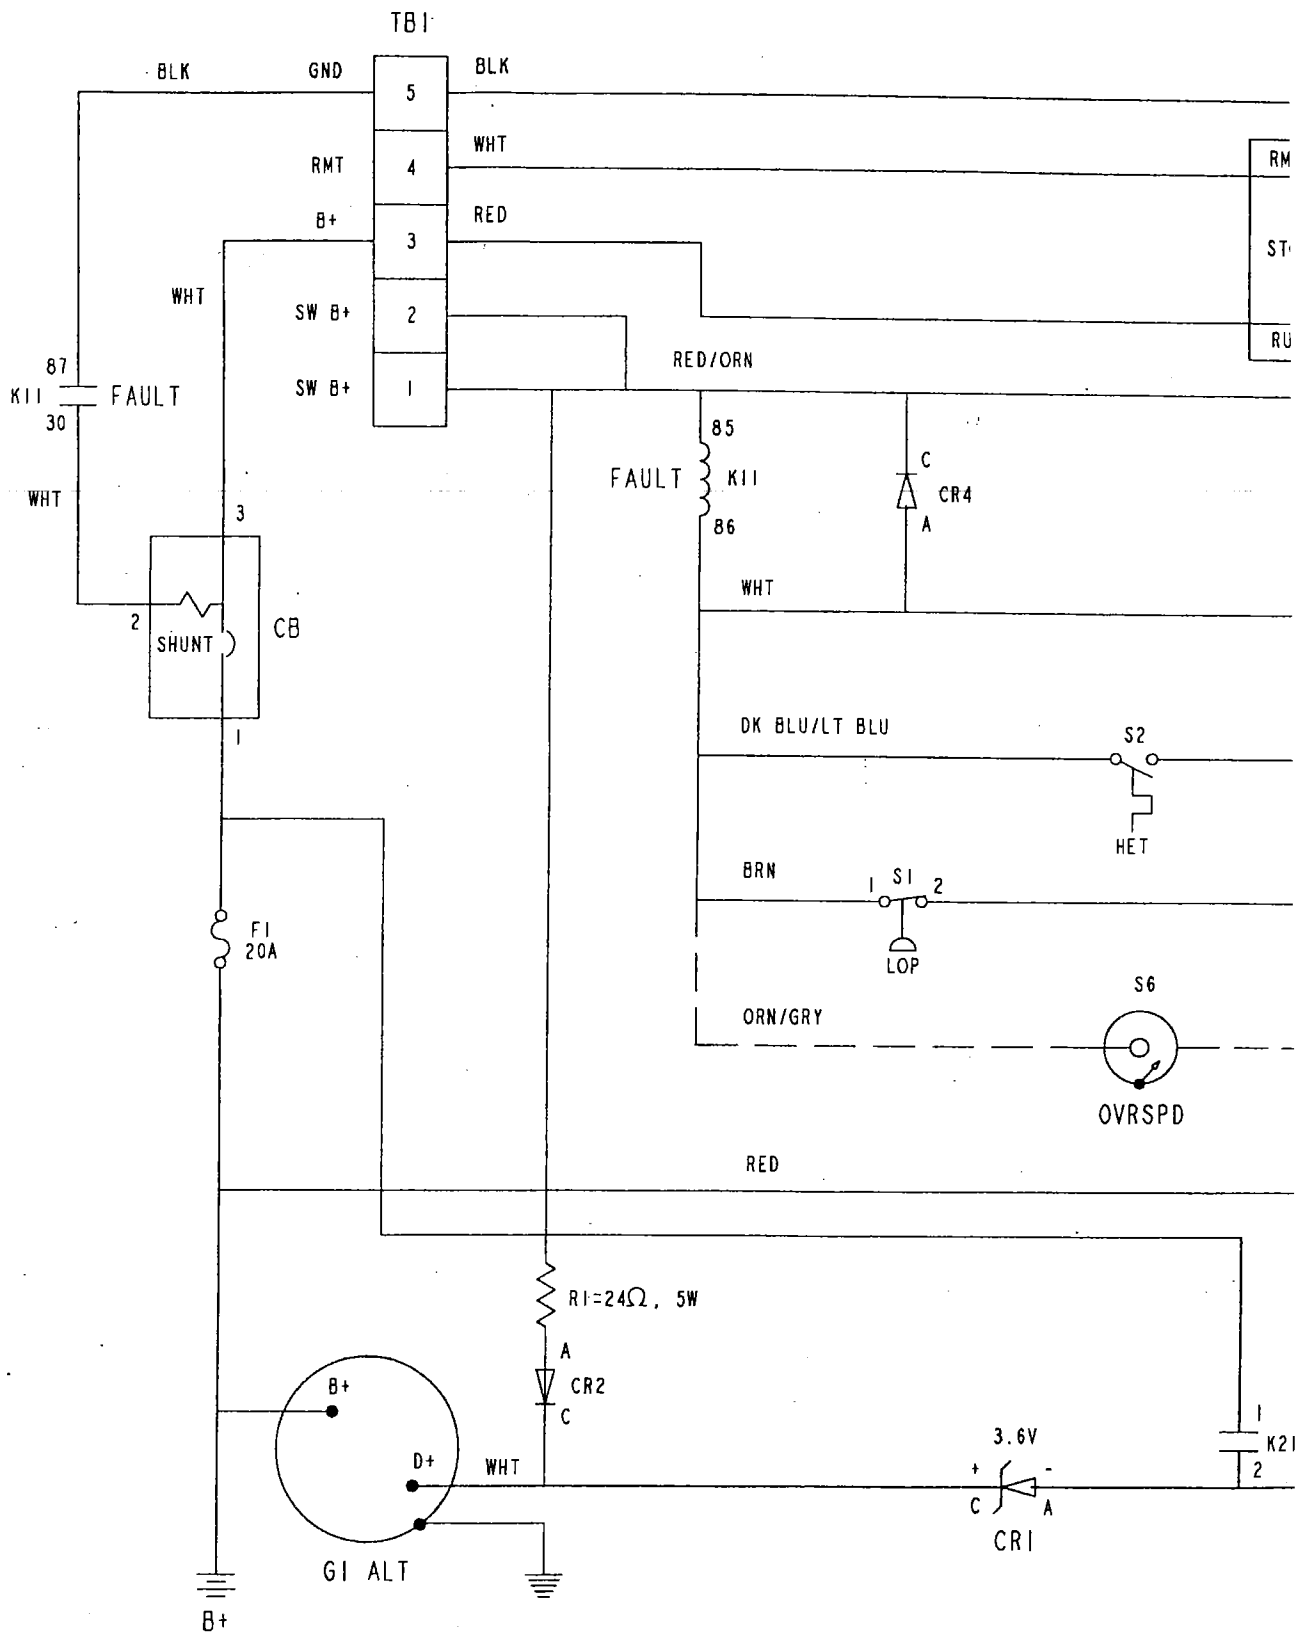 TB1
BLK GND 5 BLK
RMT 4 WHT
RM
B+ 3 RED
WHT
SW B+ 2
RU
RED/ORN
SW B+ 1
87
K11 FAULT
30
85
FAULT K11
86
C
CR4
A
WHT
3
WHT
2
SHUNT
CB
1
DK BLU/LT BLU
S2
HET
BRN
1 S1 2
LOP
F1
20A
S6
ORN/GRY
OVRSPD
RED
R1=24Ω, 5W
A
CR2
C
B+
D+
WHT
3.6V
+ -
C A
CR1
1
K21
2
G1 ALT
B+